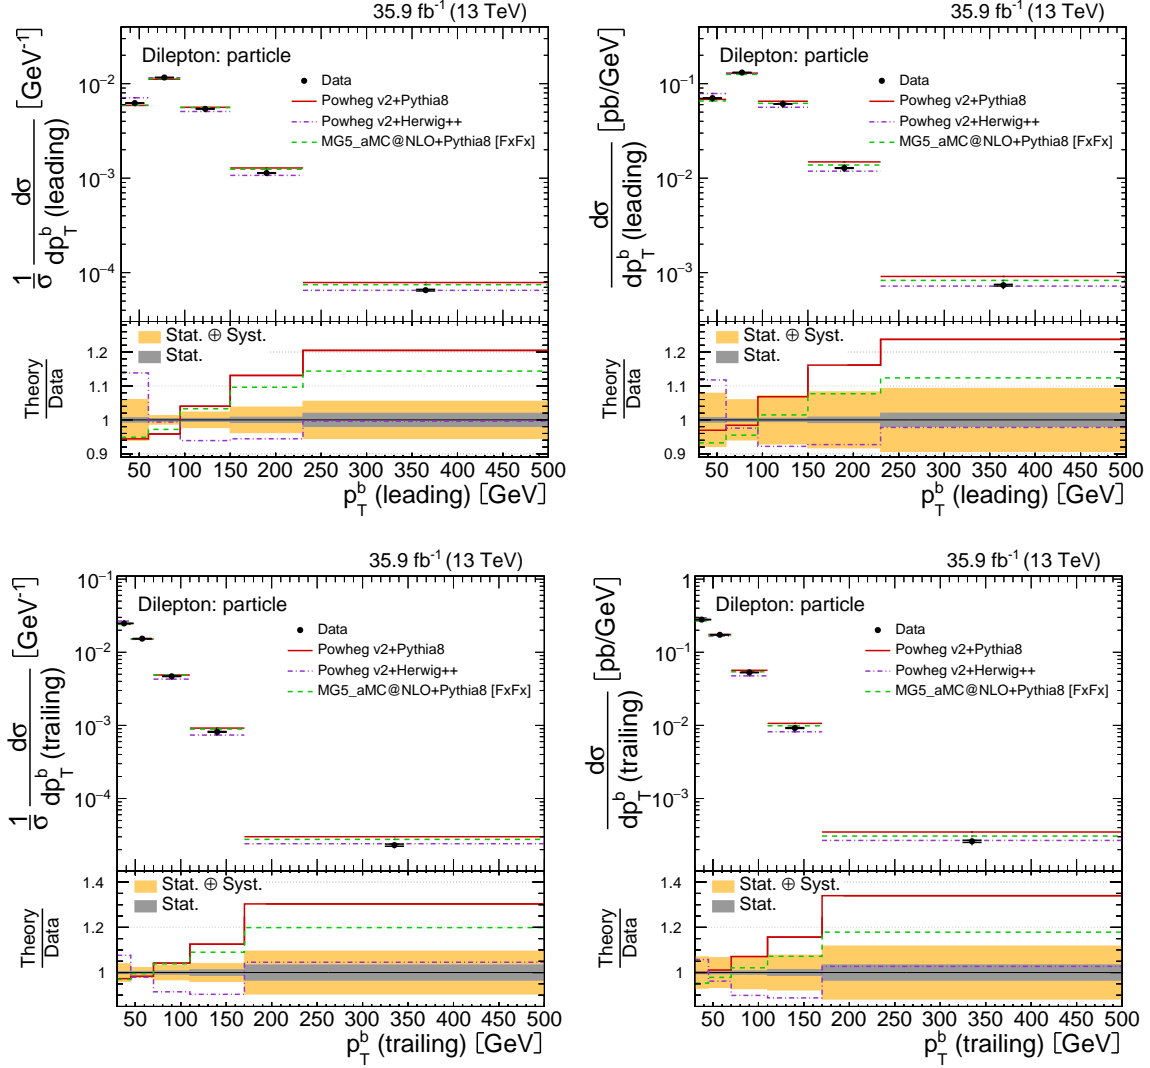 35.9 fb⁻¹ (13 TeV)
Dilepton: particle
Data
Powheg v2+Pythia8
Powheg v2+Herwig++
MG5_aMC@NLO+Pythia8 [FxFx]
1/σ dσ/dp_T^b (leading) [GeV⁻¹]
10⁻²
10⁻³
10⁻⁴
Stat. ⊕ Syst.
Stat.
Theory
Data
1.2
1.1
1
0.9
50 100 150 200 250 300 350 400 450 500
p_T^b (leading) [GeV]
35.9 fb⁻¹ (13 TeV)
Dilepton: particle
Data
Powheg v2+Pythia8
Powheg v2+Herwig++
MG5_aMC@NLO+Pythia8 [FxFx]
dσ/dp_T^b (leading) [pb/GeV]
10⁻¹
10⁻²
10⁻³
Stat. ⊕ Syst.
Stat.
Theory
Data
1.2
1.1
1
0.9
50 100 150 200 250 300 350 400 450 500
p_T^b (leading) [GeV]
35.9 fb⁻¹ (13 TeV)
Dilepton: particle
Data
Powheg v2+Pythia8
Powheg v2+Herwig++
MG5_aMC@NLO+Pythia8 [FxFx]
1/σ dσ/dp_T^b (trailing) [GeV⁻¹]
10⁻¹
10⁻²
10⁻³
10⁻⁴
Stat. ⊕ Syst.
Stat.
Theory
Data
1.4
1.2
1
50 100 150 200 250 300 350 400 450 500
p_T^b (trailing) [GeV]
35.9 fb⁻¹ (13 TeV)
Dilepton: particle
Data
Powheg v2+Pythia8
Powheg v2+Herwig++
MG5_aMC@NLO+Pythia8 [FxFx]
dσ/dp_T^b (trailing) [pb/GeV]
1
10⁻¹
10⁻²
10⁻³
Stat. ⊕ Syst.
Stat.
Theory
Data
1.4
1.2
1
50 100 150 200 250 300 350 400 450 500
p_T^b (trailing) [GeV]